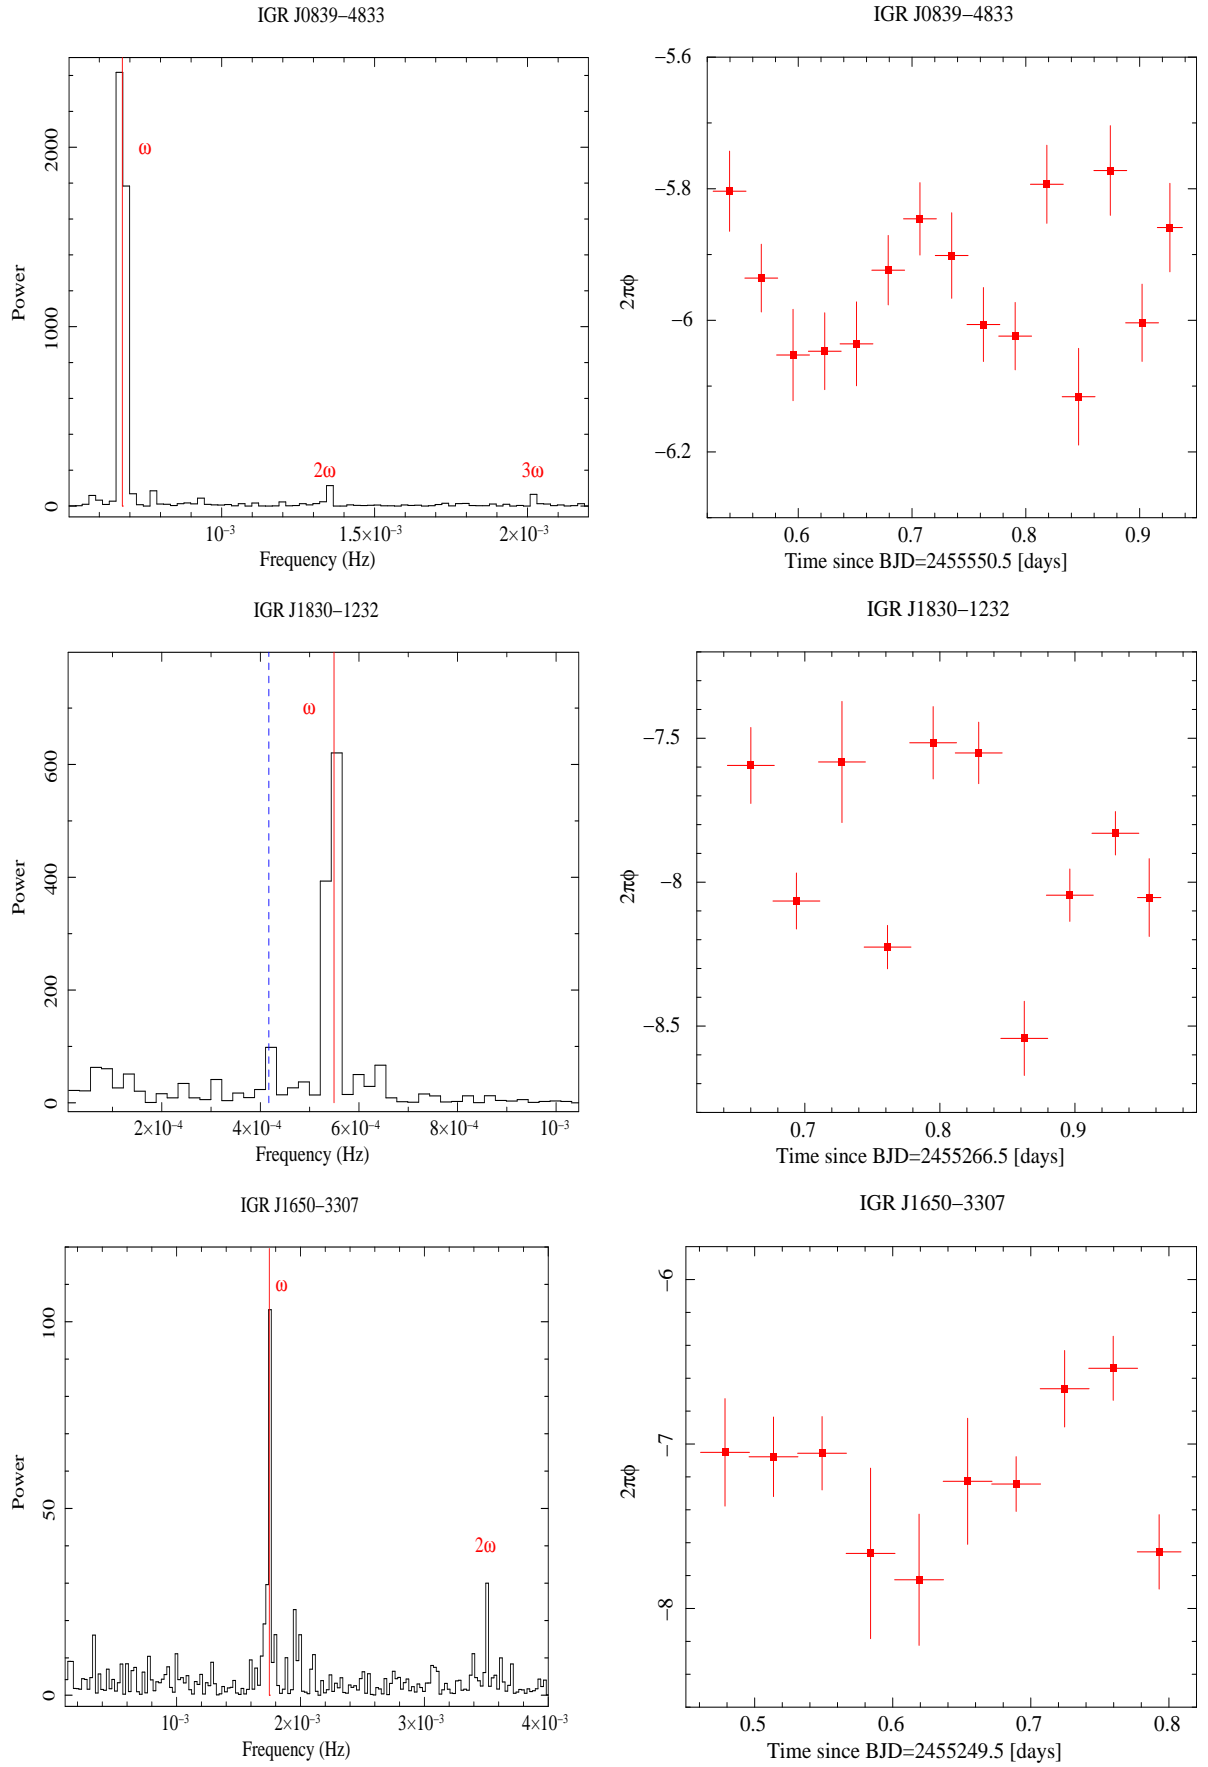 IGR J0839−4833
IGR J0839−4833
ω
2ω
3ω
Power
0
1000
2000
10⁻³
1.5×10⁻³
2×10⁻³
Frequency (Hz)
2πϕ
−5.6
−5.8
−6
−6.2
0.6
0.7
0.8
0.9
Time since BJD=2455550.5 [days]
IGR J1830−1232
IGR J1830−1232
ω
Power
0
200
400
600
2×10⁻⁴
4×10⁻⁴
6×10⁻⁴
8×10⁻⁴
10⁻³
Frequency (Hz)
2πϕ
−7.5
−8
−8.5
0.7
0.8
0.9
Time since BJD=2455266.5 [days]
IGR J1650−3307
IGR J1650−3307
ω
2ω
Power
0
50
100
10⁻³
2×10⁻³
3×10⁻³
4×10⁻³
Frequency (Hz)
2πϕ
−6
−7
−8
0.5
0.6
0.7
0.8
Time since BJD=2455249.5 [days]